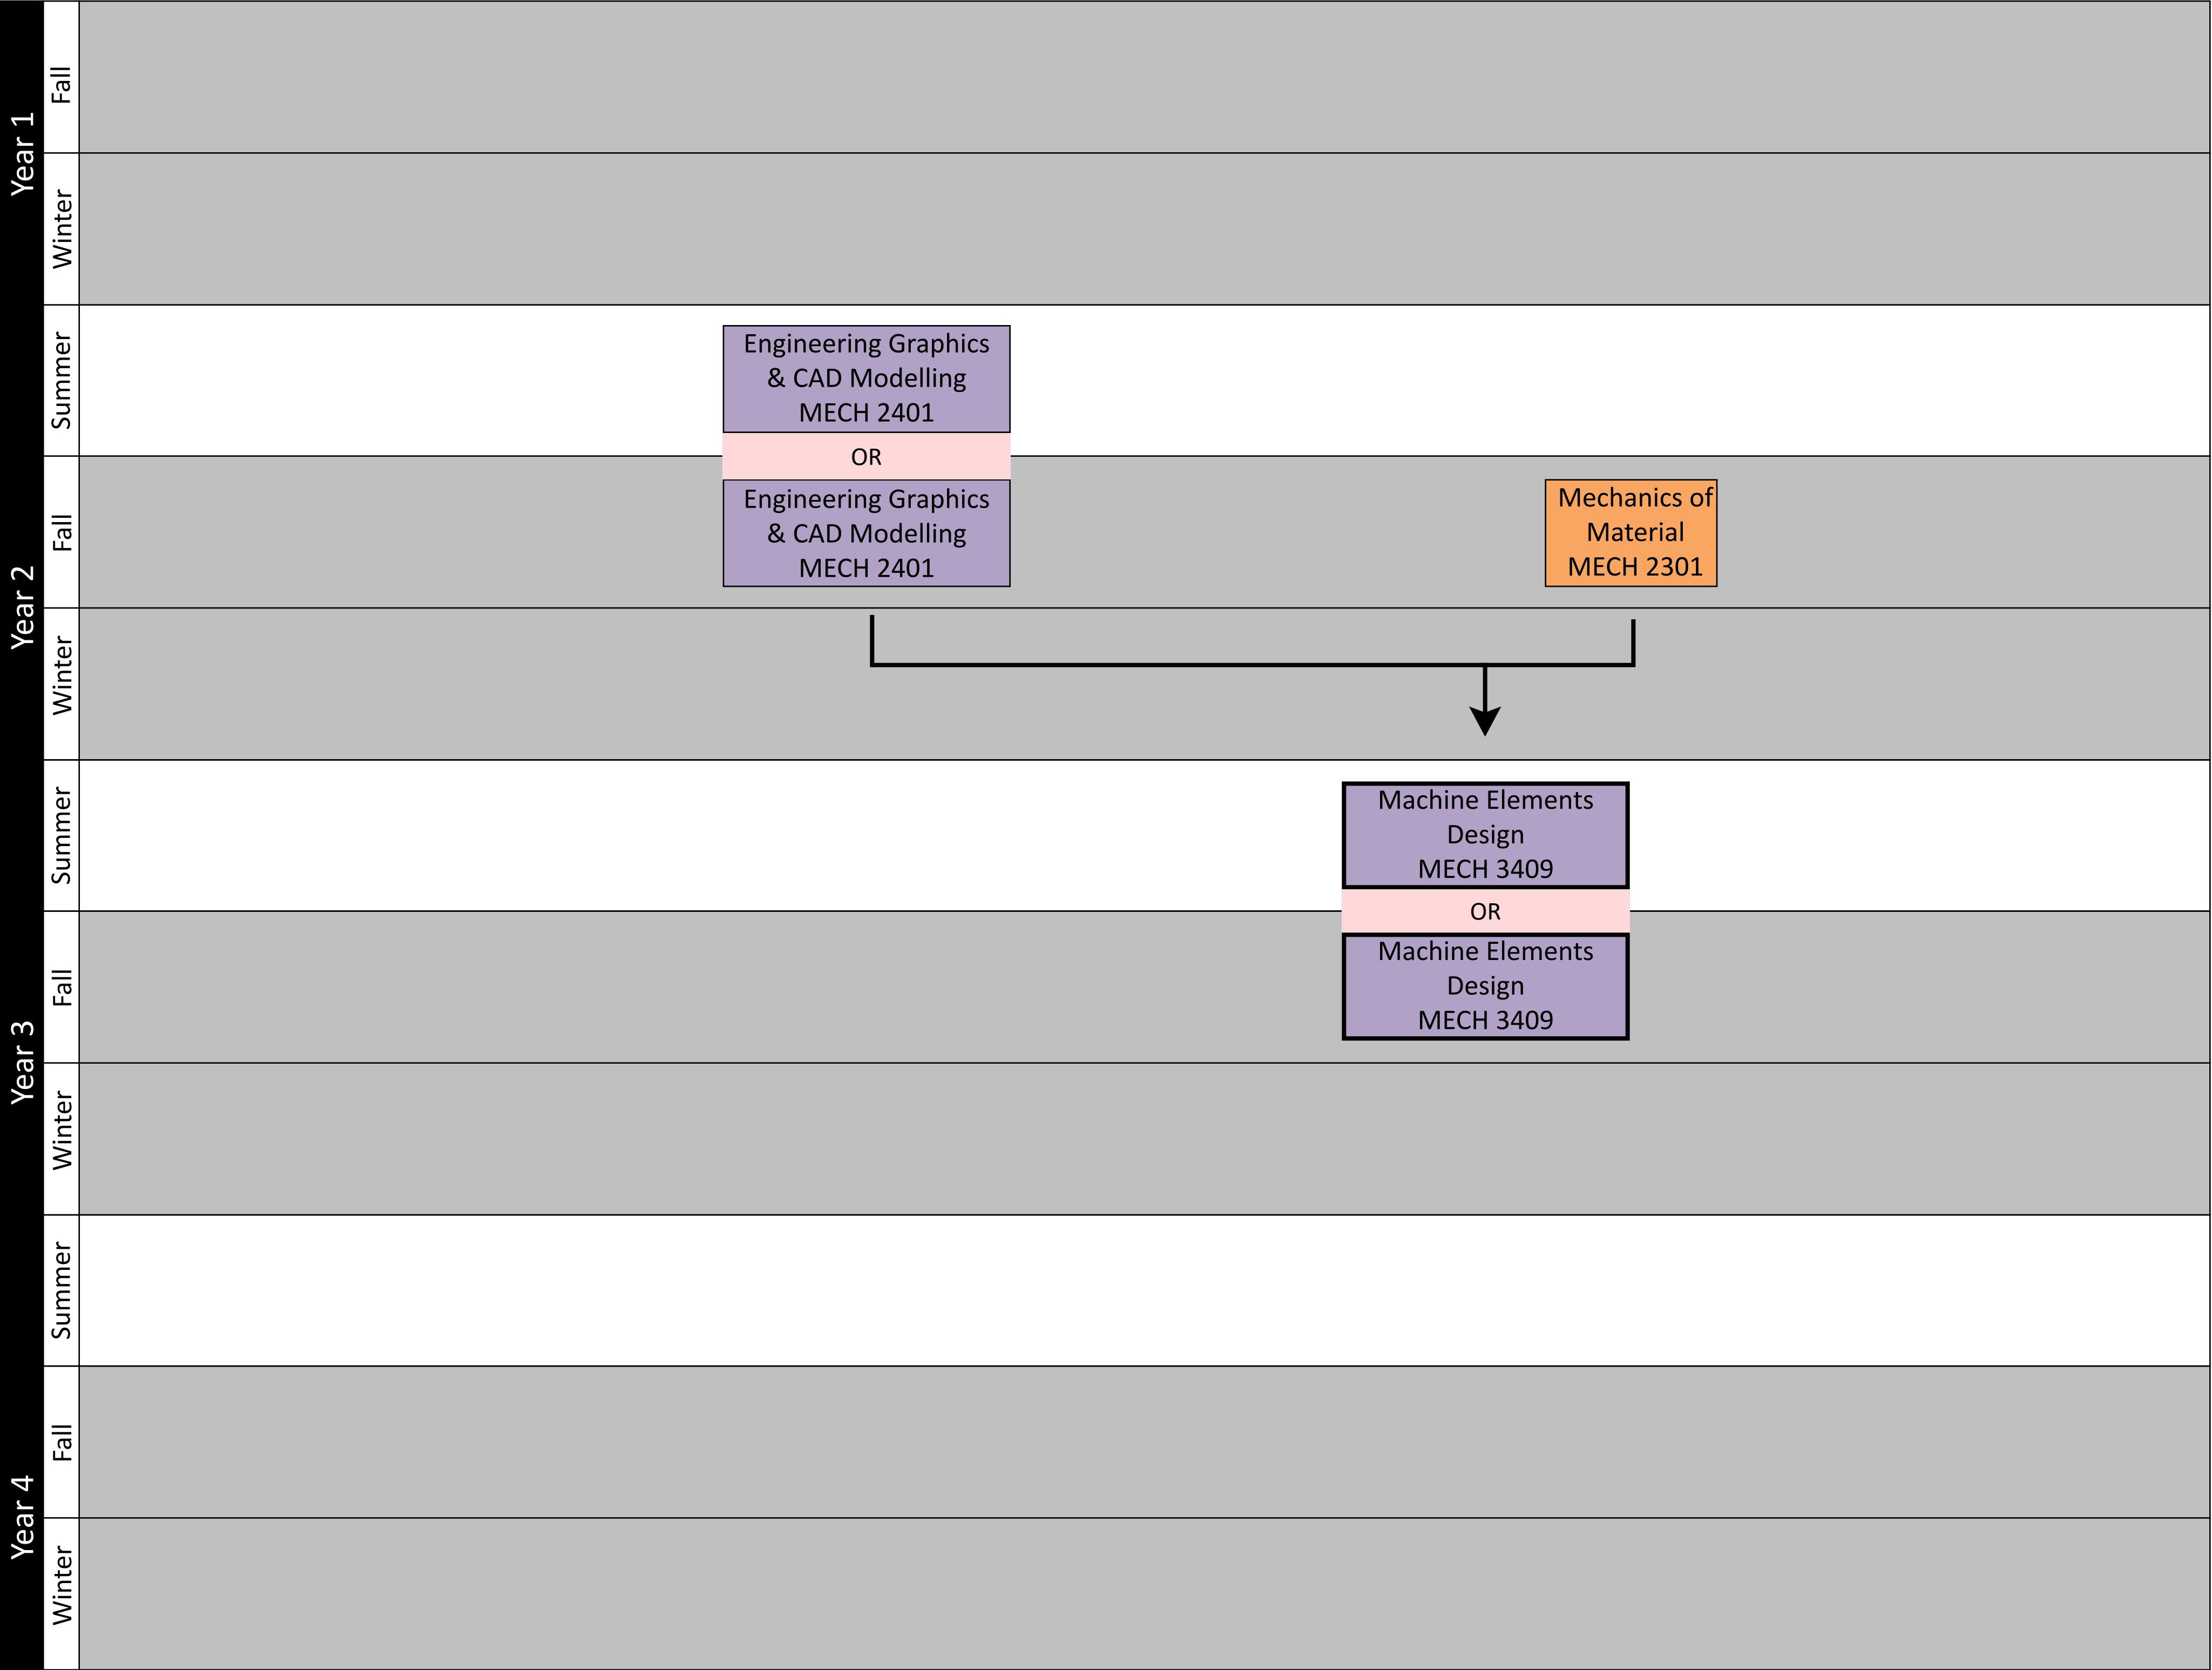 Year 1
Fall
Winter
Summer
Engineering Graphics
& CAD Modelling
MECH 2401
OR
Year 2
Fall
Engineering Graphics
& CAD Modelling
MECH 2401
Mechanics of
Material
MECH 2301
Winter
Summer
Machine Elements
Design
MECH 3409
OR
Year 3
Fall
Machine Elements
Design
MECH 3409
Winter
Summer
Year 4
Fall
Winter